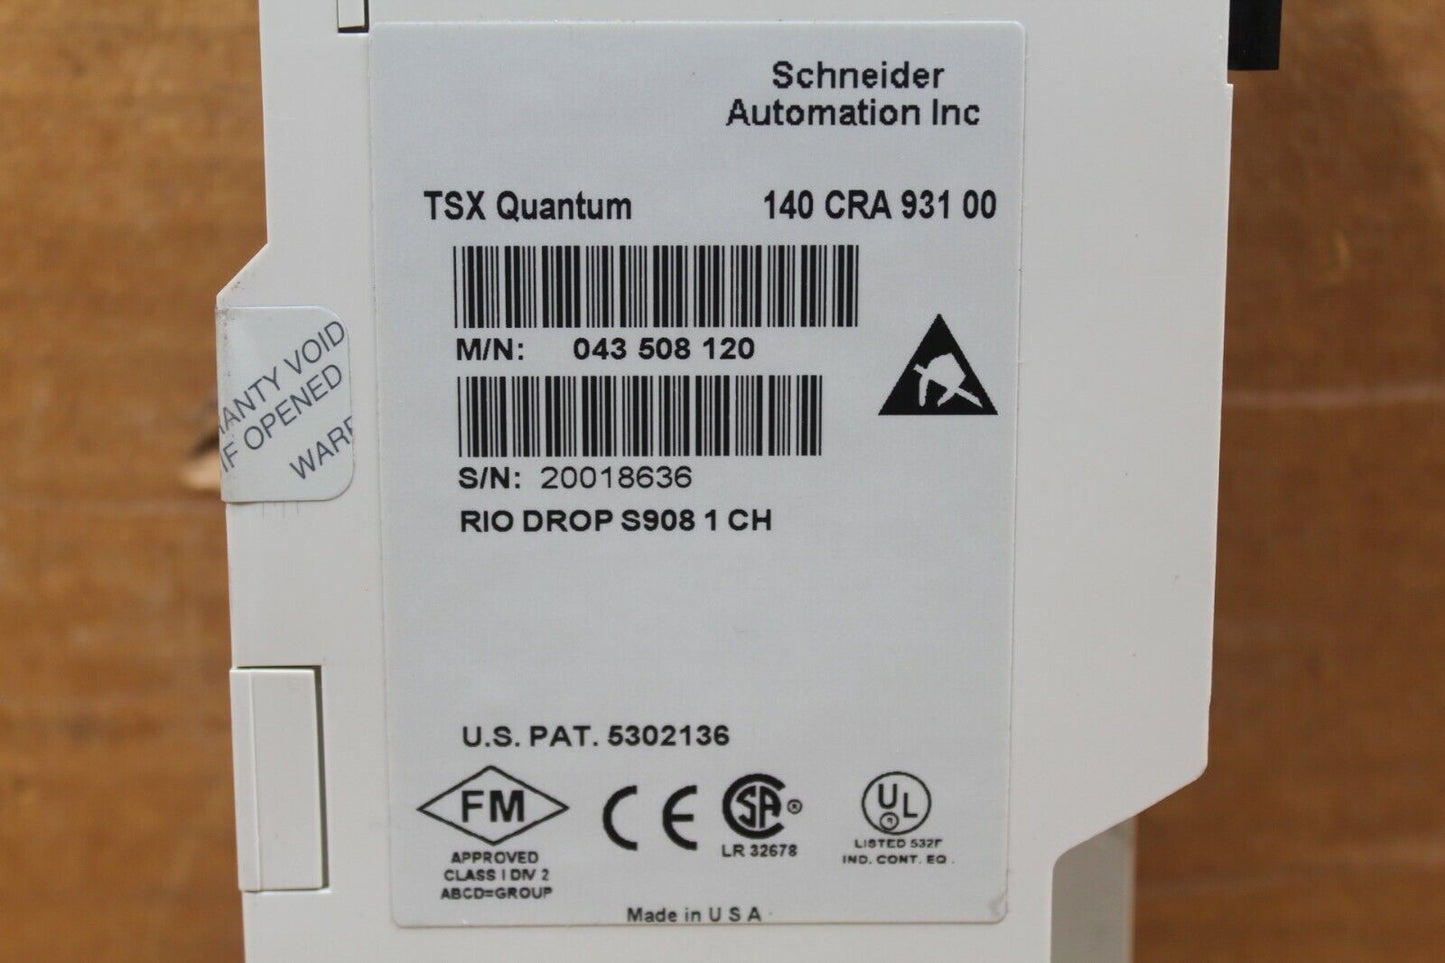 Schneider
Automation Inc
TSX Quantum 140 CRA 931 00
M/N: 043 508 120
S/N: 20018636
RIO DROP S908 1 CH
WARRANTY VOID
IF OPENED
U.S. PAT. 5302136
FM
APPROVED
CLASS I DIV 2
ABCD=GROUP
CE
SA ®
LR 32678
UL
LISTED 532F
IND. CONT. EQ.
Made in U S A